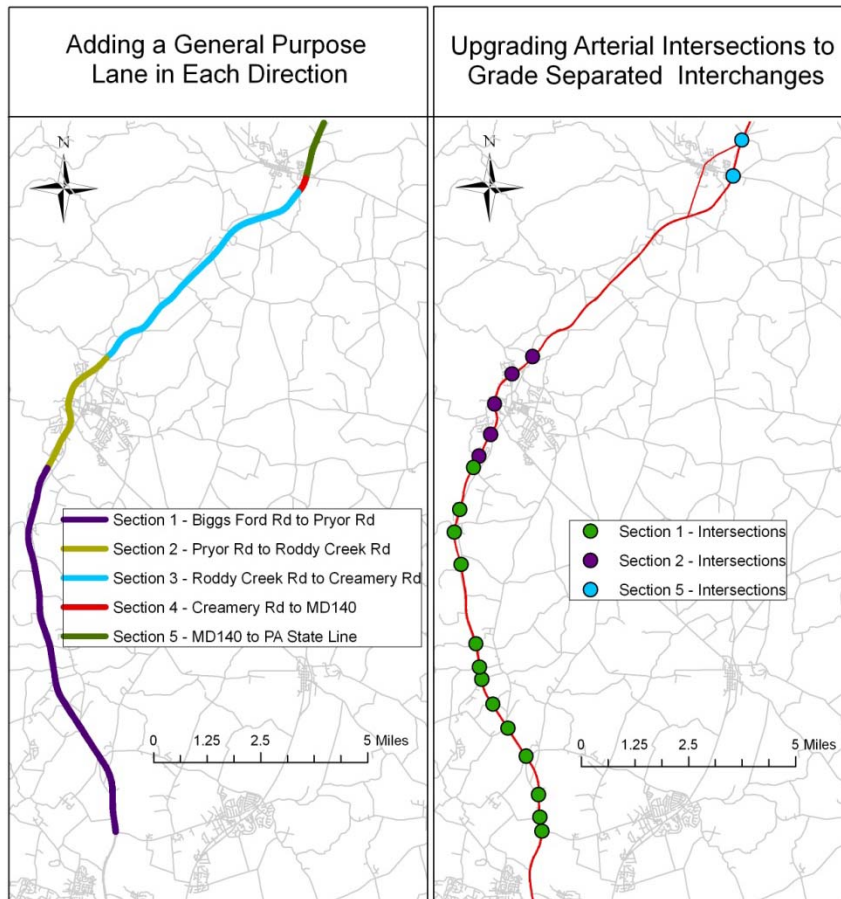 Adding a General Purpose
Lane in Each Direction
N
Section 1 - Biggs Ford Rd to Pryor Rd
Section 2 - Pryor Rd to Roddy Creek Rd
Section 3 - Roddy Creek Rd to Creamery Rd
Section 4 - Creamery Rd to MD140
Section 5 - MD140 to PA State Line
0 1.25 2.5 5 Miles
Upgrading Arterial Intersections to
Grade Separated Interchanges
N
Section 1 - Intersections
Section 2 - Intersections
Section 5 - Intersections
0 1.25 2.5 5 Miles